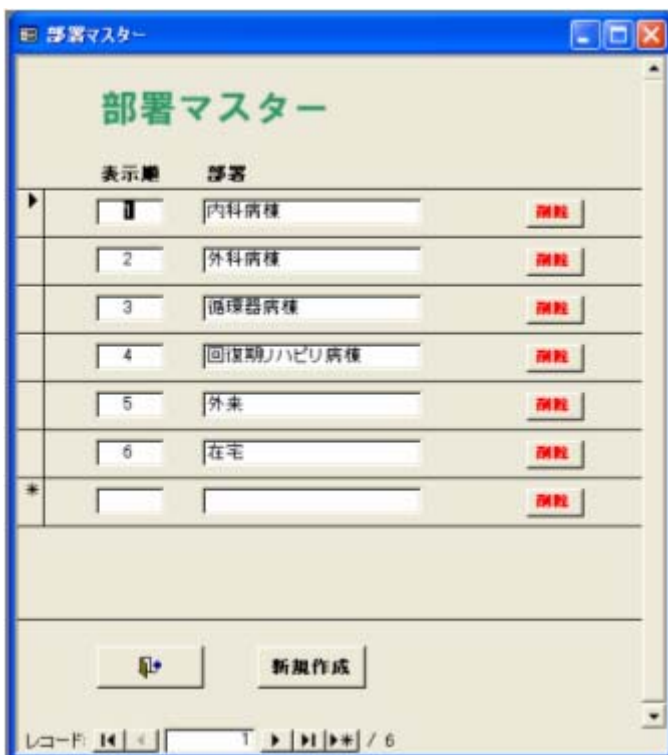 部署マスター
部署マスター
表示順 部署
1 内科病棟 削除
2 外科病棟 削除
3 循環器病棟 削除
4 回復期リハビリ病棟 削除
5 外来 削除
6 在宅 削除
削除
新規作成
レコード: 1 / 6